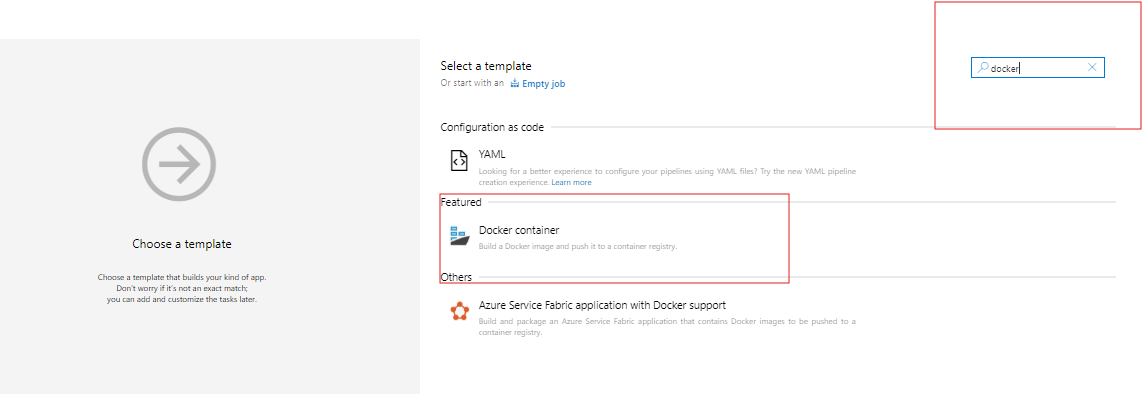 Choose a template
Choose a template that builds your kind of app.
Don't worry if it's not an exact match;
you can add and customize the tasks later.
Select a template
Or start with an Empty job
docker
Configuration as code
YAML
Looking for a better experience to configure your pipelines using YAML files? Try the new YAML pipeline
creation experience. Learn more
Featured
Docker container
Build a Docker image and push it to a container registry.
Others
Azure Service Fabric application with Docker support
Build and package an Azure Service Fabric application that contains Docker images to be pushed to a
container registry.